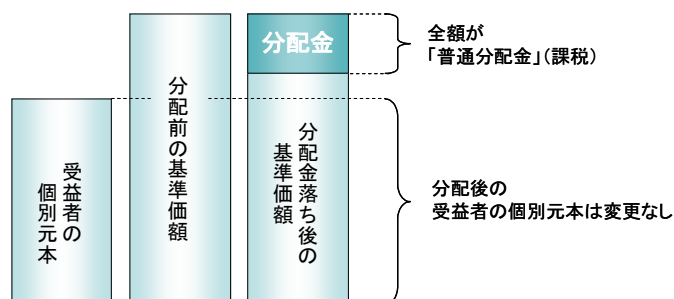 分配金
全額が
「普通分配金」（課税）
受益者の
個別元本
分配前の基準価額
分配金落ち後の
基準価額
分配後の
受益者の個別元本は変更なし